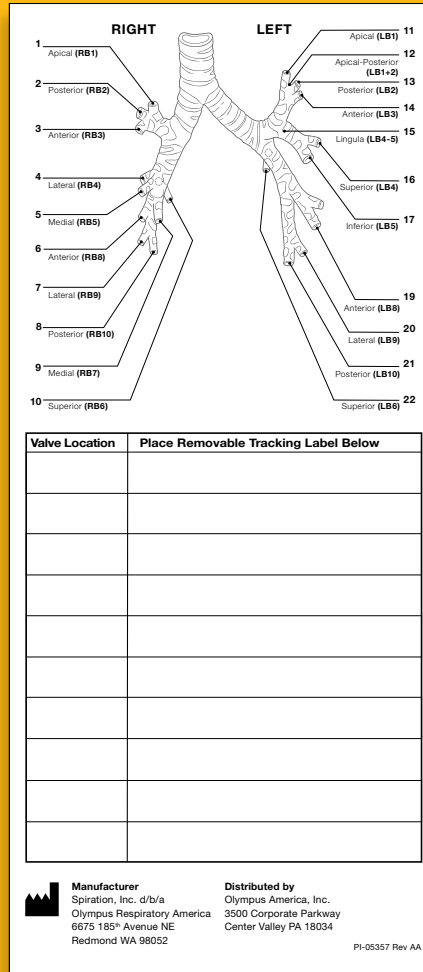 RIGHT
LEFT
1
Apical (RB1)
2
Posterior (RB2)
3
Anterior (RB3)
4
Lateral (RB4)
5
Medial (RB5)
6
Anterior (RB8)
7
Lateral (RB9)
8
Posterior (RB10)
9
Medial (RB7)
10
Superior (RB6)
11
Apical (LB1)
12
Apical-Posterior
(LB1+2)
13
Posterior (LB2)
14
Anterior (LB3)
15
Lingula (LB4-5)
16
Superior (LB4)
17
Inferior (LB5)
19
Anterior (LB8)
20
Lateral (LB9)
21
Posterior (LB10)
22
Superior (LB6)
Valve Location
Place Removable Tracking Label Below
Manufacturer
Spiration, Inc. d/b/a
Olympus Respiratory America
6675 185th Avenue NE
Redmond WA 98052
Distributed by
Olympus America, Inc.
3500 Corporate Parkway
Center Valley PA 18034
PI-05357 Rev AA